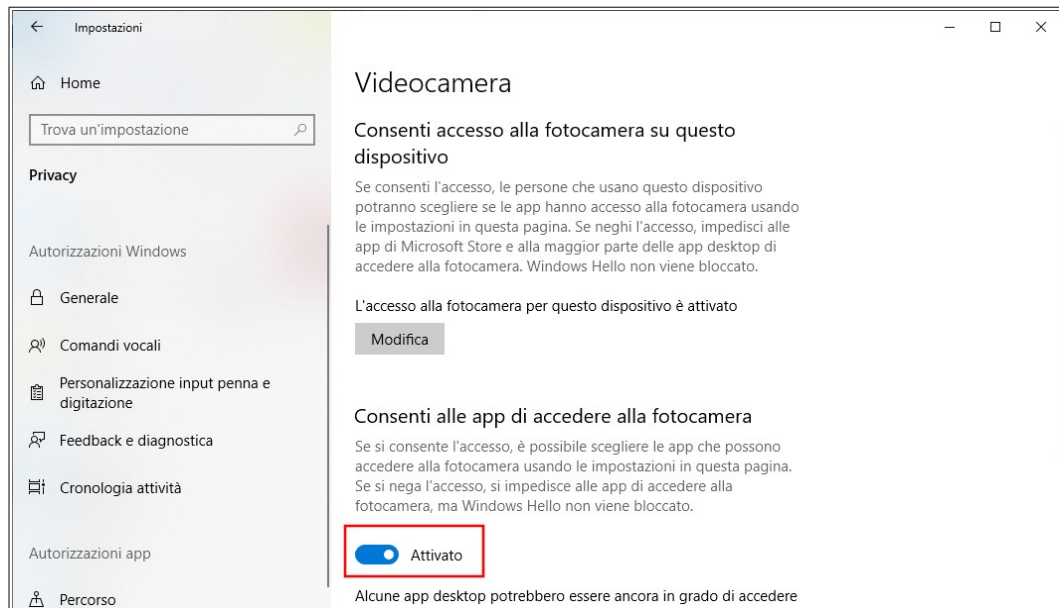 Impostazioni
Home
Trova un'impostazione
Privacy
Autorizzazioni Windows
Generale
Comandi vocali
Personalizzazione input penna e
digitazione
Feedback e diagnostica
Cronologia attività
Autorizzazioni app
Percorso
Videocamera
Consenti accesso alla fotocamera su questo
dispositivo
Se consenti l'accesso, le persone che usano questo dispositivo
potranno scegliere se le app hanno accesso alla fotocamera usando
le impostazioni in questa pagina. Se neghi l'accesso, impedisci alle
app di Microsoft Store e alla maggior parte delle app desktop di
accedere alla fotocamera. Windows Hello non viene bloccato.
L'accesso alla fotocamera per questo dispositivo è attivato
Modifica
Consenti alle app di accedere alla fotocamera
Se si consente l'accesso, è possibile scegliere le app che possono
accedere alla fotocamera usando le impostazioni in questa pagina.
Se si nega l'accesso, si impedisce alle app di accedere alla
fotocamera, ma Windows Hello non viene bloccato.
Attivato
Alcune app desktop potrebbero essere ancora in grado di accedere